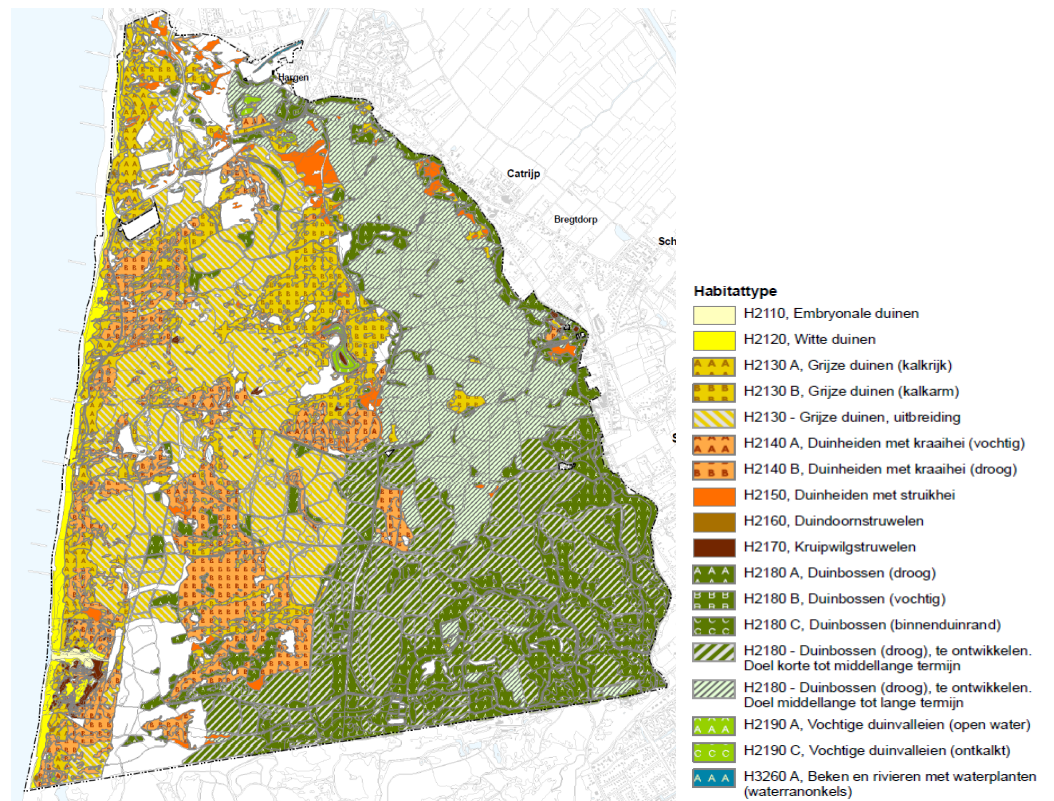 Hargen
Catrijp
Bregtdorp
Sch
S
Habitattype
H2110, Embryonale duinen
H2120, Witte duinen
A A A
A A
H2130 A, Grijze duinen (kalkrijk)
B B B
B B B
H2130 B, Grijze duinen (kalkarm)
H2130 - Grijze duinen, uitbreiding
A A
A A A
H2140 A, Duinheiden met kraaihei (vochtig)
B B B
H2140 B, Duinheiden met kraaihei (droog)
H2150, Duinheiden met struikhei
H2160, Duindoornstruwelen
H2170, Kruipwilgstruwelen
A A A
A A
H2180 A, Duinbossen (droog)
B B B
B B B
H2180 B, Duinbossen (vochtig)
C C C
H2180 C, Duinbossen (binnenduinrand)
H2180 - Duinbossen (droog), te ontwikkelen.
Doel korte tot middellange termijn
H2180 - Duinbossen (droog), te ontwikkelen.
Doel middellange tot lange termijn
A A A
H2190 A, Vochtige duinvalleien (open water)
C C C
H2190 C, Vochtige duinvalleien (ontkalkt)
A A A
H3260 A, Beken en rivieren met waterplanten
(waterranonkels)